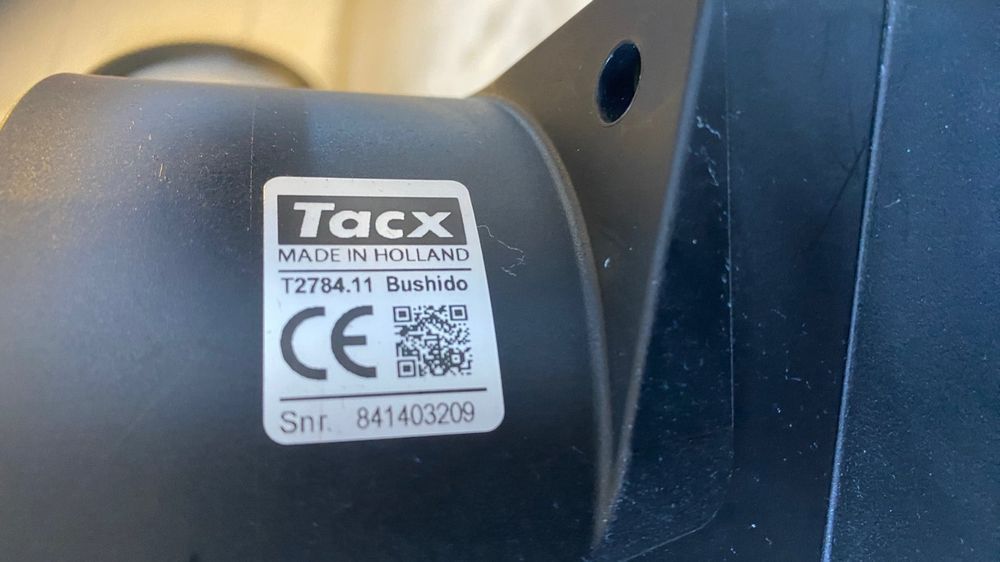 Tacx
MADE IN HOLLAND
T2784.11 Bushido
CE
Snr. 841403209